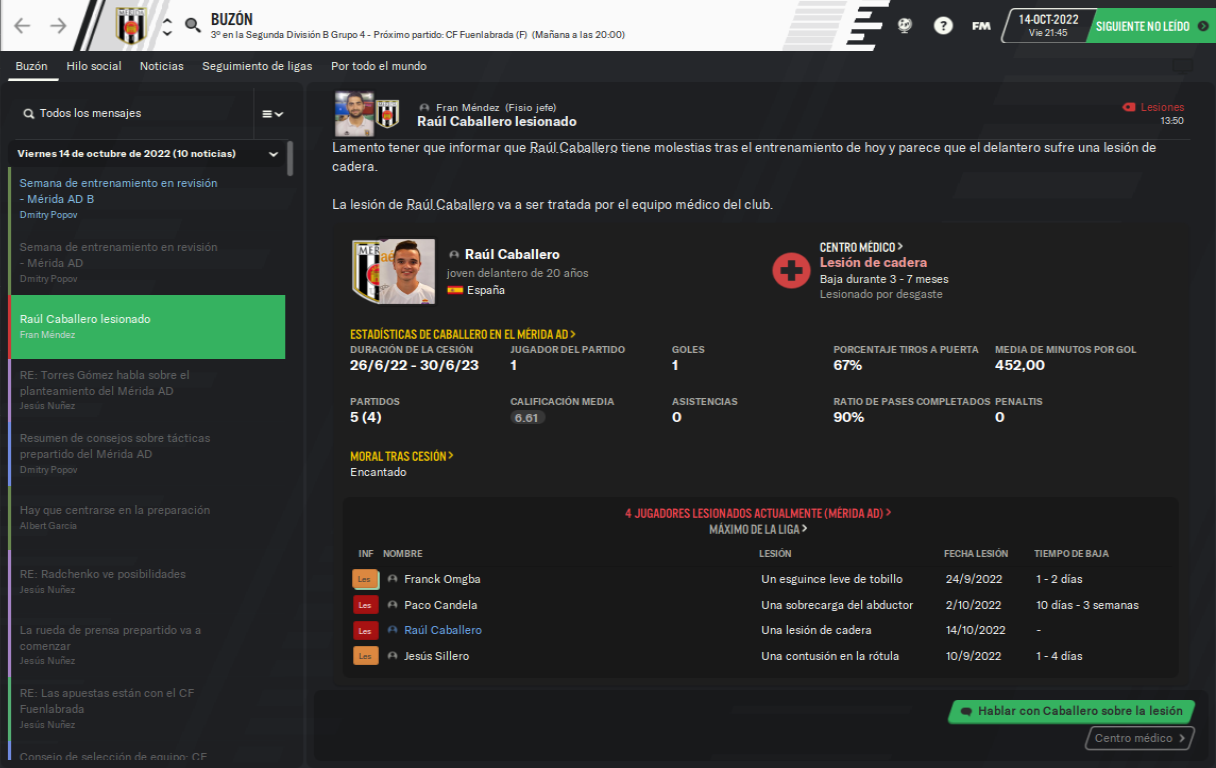 BUZÓN
3º en la Segunda División B Grupo 4 - Próximo partido: CF Fuenlabrada (F)  (Mañana a las 20:00)
?
FM
14-OCT-2022
Vie 21:45
SIGUIENTE NO LEÍDO
Buzón
Hilo social
Noticias
Seguimiento de ligas
Por todo el mundo
Todos los mensajes
Viernes 14 de octubre de 2022 (10 noticias)
Semana de entrenamiento en revisión
- Mérida AD B
Dmitry Popov
Semana de entrenamiento en revisión
- Mérida AD
Dmitry Popov
Raúl Caballero lesionado
Fran Méndez
RE: Torres Gómez habla sobre el
planteamiento del Mérida AD
Jesús Nuñez
Resumen de consejos sobre tácticas
prepartido del Mérida AD
Dmitry Popov
Hay que centrarse en la preparación
Albert García
RE: Radchenko ve posibilidades
Jesús Nuñez
La rueda de prensa prepartido va a
comenzar
Jesús Nuñez
RE: Las apuestas están con el CF
Fuenlabrada
Jesús Nuñez
Consejo de selección de equipo: CF
Fran Méndez  (Fisio jefe)
Raúl Caballero lesionado
Lesiones
13:50
Lamento tener que informar que Raúl Caballero tiene molestias tras el entrenamiento de hoy y parece que el delantero sufre una lesión de
cadera.
La lesión de Raúl Caballero va a ser tratada por el equipo médico del club.
Raúl Caballero
joven delantero de 20 años
España
CENTRO MÉDICO >
Lesión de cadera
Baja durante 3 - 7 meses
Lesionado por desgaste
ESTADÍSTICAS DE CABALLERO EN EL MÉRIDA AD >
DURACIÓN DE LA CESIÓN
26/6/22 - 30/6/23
JUGADOR DEL PARTIDO
1
GOLES
1
PORCENTAJE TIROS A PUERTA
67%
MEDIA DE MINUTOS POR GOL
452,00
PARTIDOS
5 (4)
CALIFICACIÓN MEDIA
6.61
ASISTENCIAS
0
RATIO DE PASES COMPLETADOS
90%
PENALTIS
0
MORAL TRAS CESIÓN >
Encantado
4 JUGADORES LESIONADOS ACTUALMENTE (MÉRIDA AD) >
MÁXIMO DE LA LIGA >
INF NOMBRE LESIÓN FECHA LESIÓN TIEMPO DE BAJA
Les Franck Omgba Un esguince leve de tobillo 24/9/2022 1 - 2 días
Les Paco Candela Una sobrecarga del abductor 2/10/2022 10 días - 3 semanas
Les Raúl Caballero Una lesión de cadera 14/10/2022 -
Les Jesús Sillero Una contusión en la rótula 10/9/2022 1 - 4 días
Hablar con Caballero sobre la lesión
Centro médico >